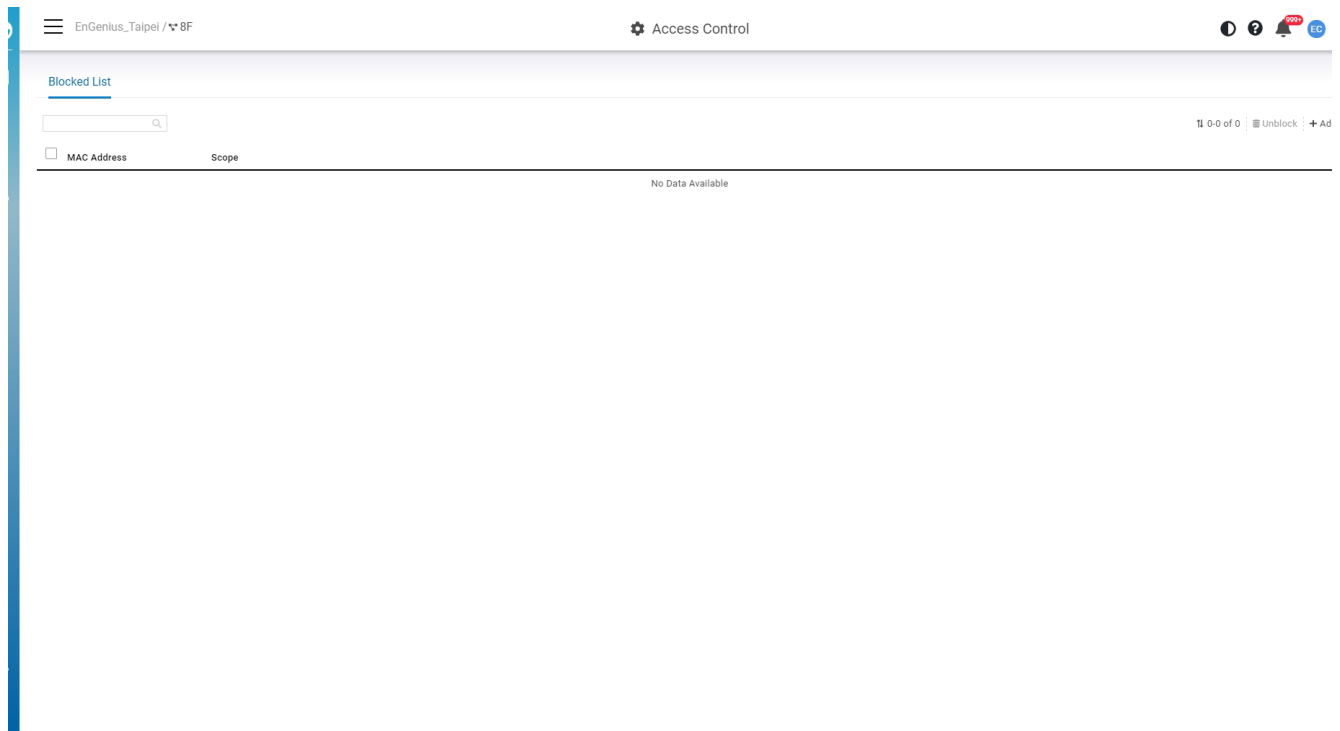 EnGenius_Taipei / 8F
Access Control
999+
EC
Blocked List
0-0 of 0
Unblock
+ Ad
MAC Address Scope
No Data Available